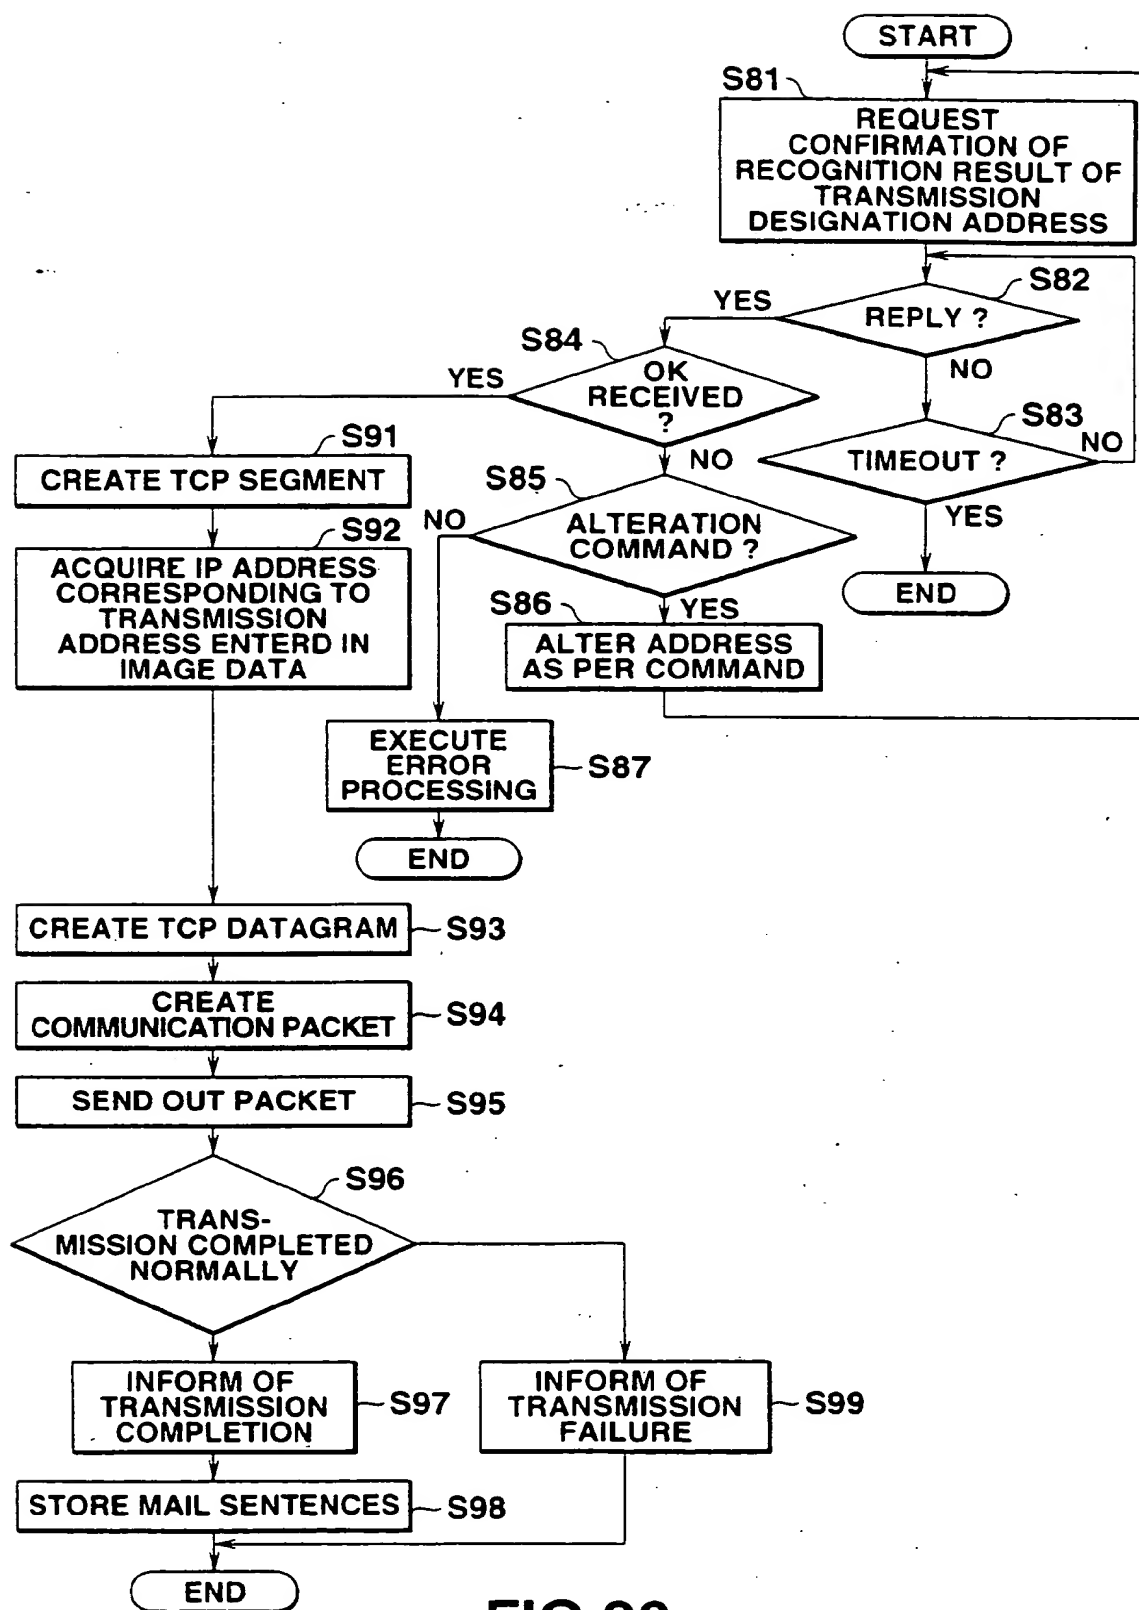 START
S81
REQUEST
CONFIRMATION OF
RECOGNITION RESULT OF
TRANSMISSION
DESIGNATION ADDRESS
S82
YES
REPLY ?
NO
S84
YES
OK
RECEIVED
?
NO
S83
NO
TIMEOUT ?
YES
END
S85
NO
ALTERATION
COMMAND ?
YES
S86
ALTER ADDRESS
AS PER COMMAND
EXECUTE
ERROR
PROCESSING
S87
END
S91
CREATE TCP SEGMENT
S92
ACQUIRE IP ADDRESS
CORRESPONDING TO
TRANSMISSION
ADDRESS ENTERD IN
IMAGE DATA
CREATE TCP DATAGRAM
S93
CREATE
COMMUNICATION PACKET
S94
SEND OUT PACKET
S95
S96
TRANS-
MISSION COMPLETED
NORMALLY
INFORM OF
TRANSMISSION
COMPLETION
S97
INFORM OF
TRANSMISSION
FAILURE
S99
STORE MAIL SENTENCES
S98
END